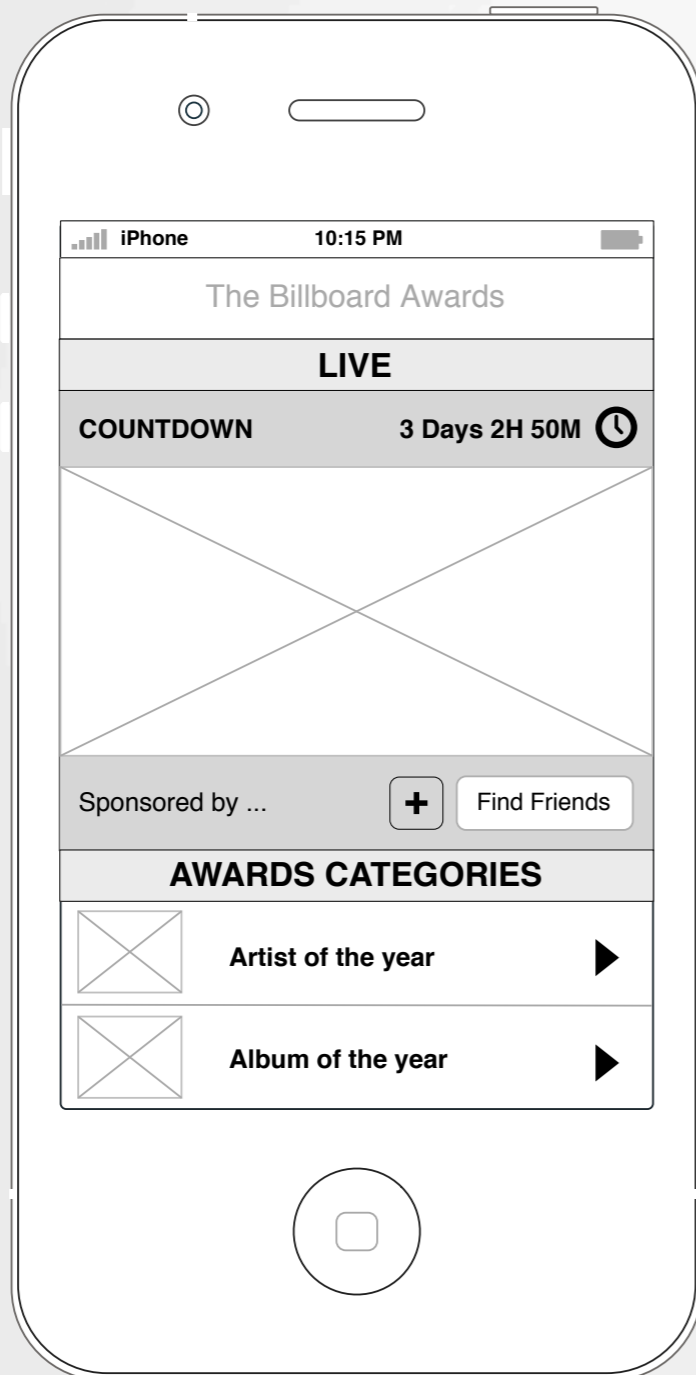 iPhone 10:15 PM
The Billboard Awards
LIVE
COUNTDOWN 3 Days 2H 50M
Sponsored by ... + Find Friends
AWARDS CATEGORIES
Artist of the year
Album of the year